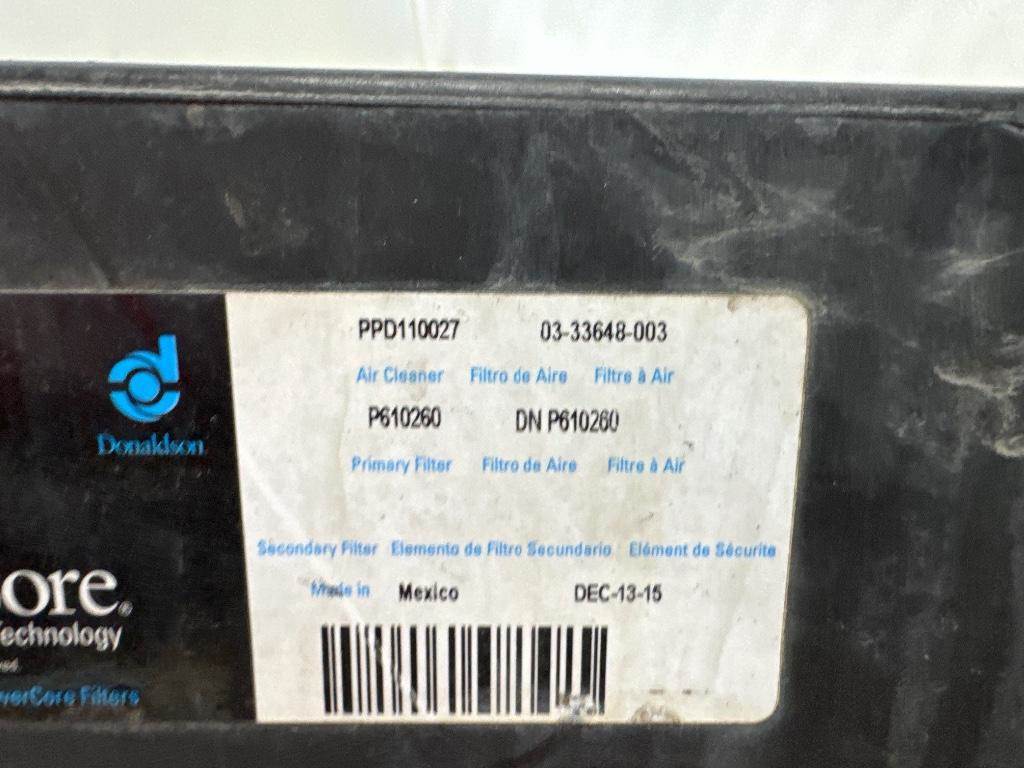 PPD110027 03-33648-003
Air Cleaner Filtro de Aire Filtre à Air
P610260 DN P610260
Primary Filter Filtro de Aire Filtre à Air
Secondary Filter Elemento de Filtro Secundario Elément de Sécurite
Made in Mexico DEC-13-15
Donaldson
ore®
echnology
werCore Filters